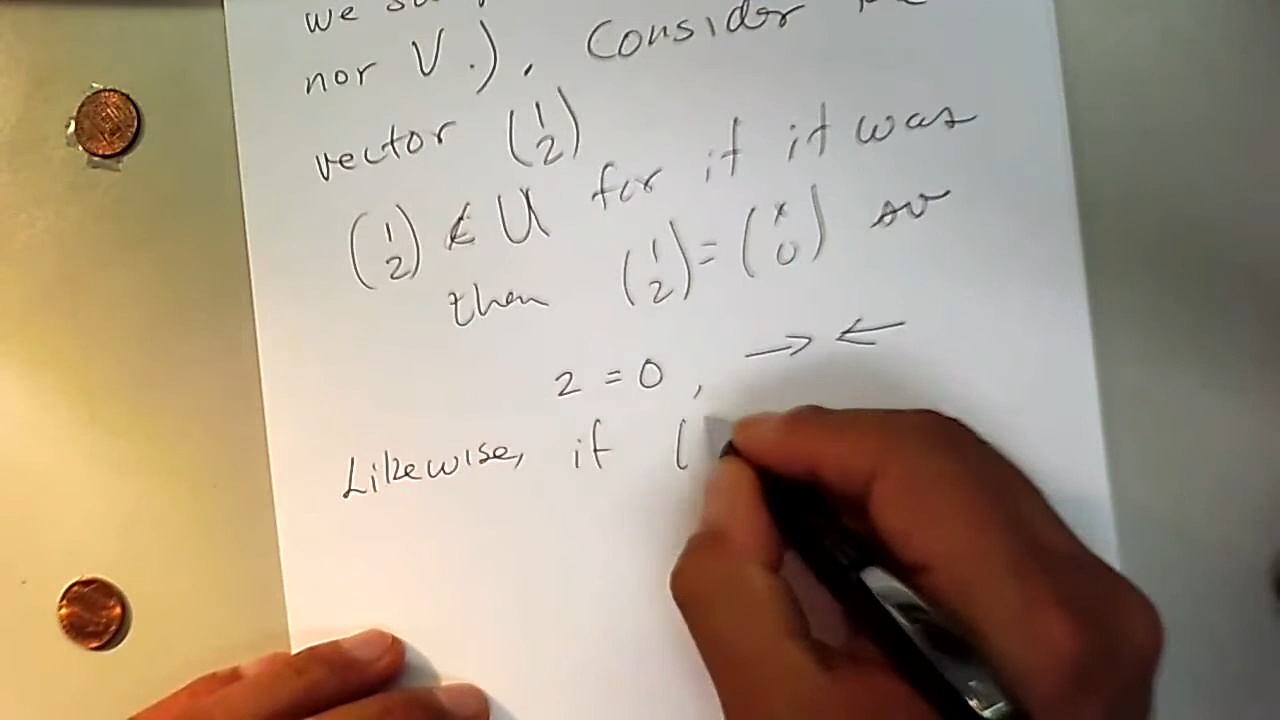 we
nor V.). Consider
vector (1 2)
(1 2) ∉ U for if it was
then (1 2) = (x 0) so
2 = 0, → ←
Likewise, if (